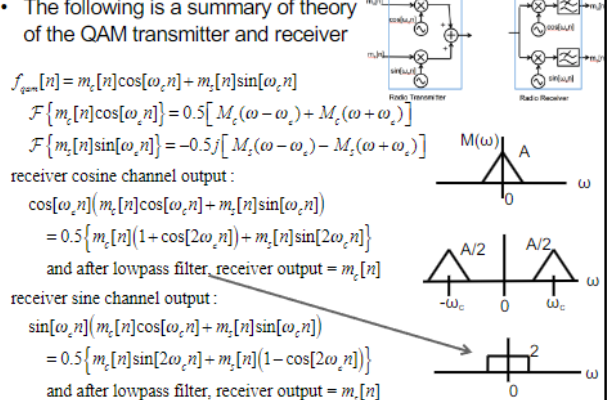 • The following is a summary of theory
of the QAM transmitter and receiver
f_qam[n] = m_c[n]cos[ω_c n] + m_s[n]sin[ω_c n]
F{m_c[n]cos[ω_c n]} = 0.5[M_c(ω−ω_c) + M_c(ω+ω_c)]
F{m_s[n]sin[ω_c n]} = −0.5j[M_s(ω−ω_c) − M_s(ω+ω_c)]
receiver cosine channel output :
cos[ω_c n](m_c[n]cos[ω_c n] + m_s[n]sin[ω_c n])
= 0.5{m_c[n](1+cos[2ω_c n]) + m_s[n]sin[2ω_c n]}
and after lowpass filter, receiver output = m_c[n]
receiver sine channel output :
sin[ω_c n](m_c[n]cos[ω_c n] + m_s[n]sin[ω_c n])
= 0.5{m_c[n]sin[2ω_c n] + m_s[n](1−cos[2ω_c n])}
and after lowpass filter, receiver output = m_s[n]
cos[ω_c n]
m_s[n]
sin[ω_c n]
Radio Transmitter
cos[ω_c n]
sin[ω_c n]
Radio Receiver
M(ω)
A
ω
0
A/2
A/2
ω
-ω_c
0
ω_c
2
ω
0